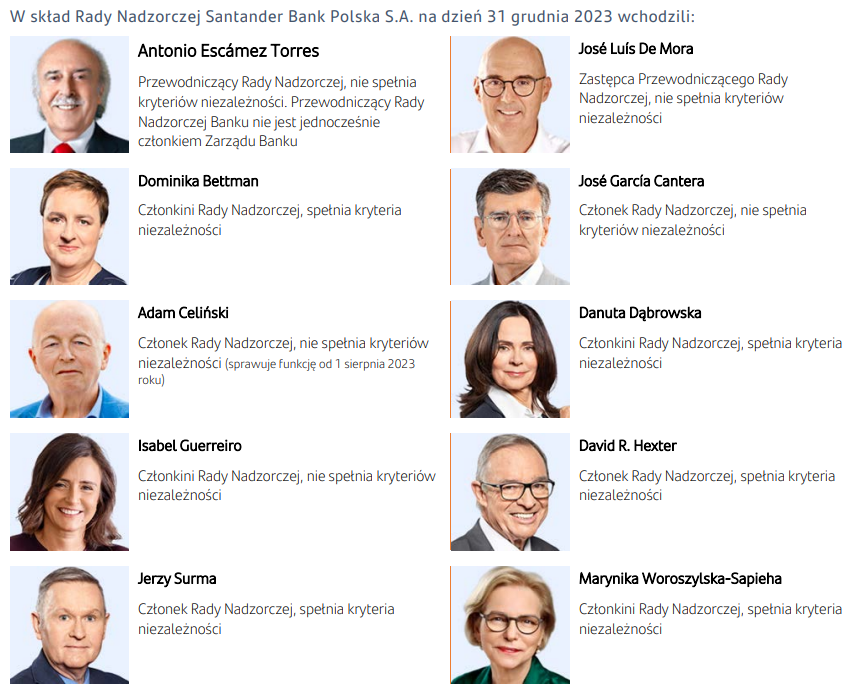 W skład Rady Nadzorczej Santander Bank Polska S.A. na dzień 31 grudnia 2023 wchodzili:
Antonio Escámez Torres
Przewodniczący Rady Nadzorczej, nie spełnia
kryteriów niezależności. Przewodniczący Rady
Nadzorczej Banku nie jest jednocześnie
członkiem Zarządu Banku
José Luís De Mora
Zastępca Przewodniczącego Rady
Nadzorczej, nie spełnia kryteriów
niezależności
Dominika Bettman
Członkini Rady Nadzorczej, spełnia kryteria
niezależności
José García Cantera
Członek Rady Nadzorczej, nie spełnia
kryteriów niezależności
Adam Celiński
Członek Rady Nadzorczej, nie spełnia kryteriów
niezależności (sprawuje funkcję od 1 sierpnia 2023
roku)
Danuta Dąbrowska
Członkini Rady Nadzorczej, spełnia kryteria
niezależności
Isabel Guerreiro
Członkini Rady Nadzorczej, nie spełnia kryteriów
niezależności
David R. Hexter
Członek Rady Nadzorczej, spełnia kryteria
niezależności
Jerzy Surma
Członek Rady Nadzorczej, spełnia kryteria
niezależności
Marynika Woroszylska-Sapieha
Członkini Rady Nadzorczej, spełnia kryteria
niezależności